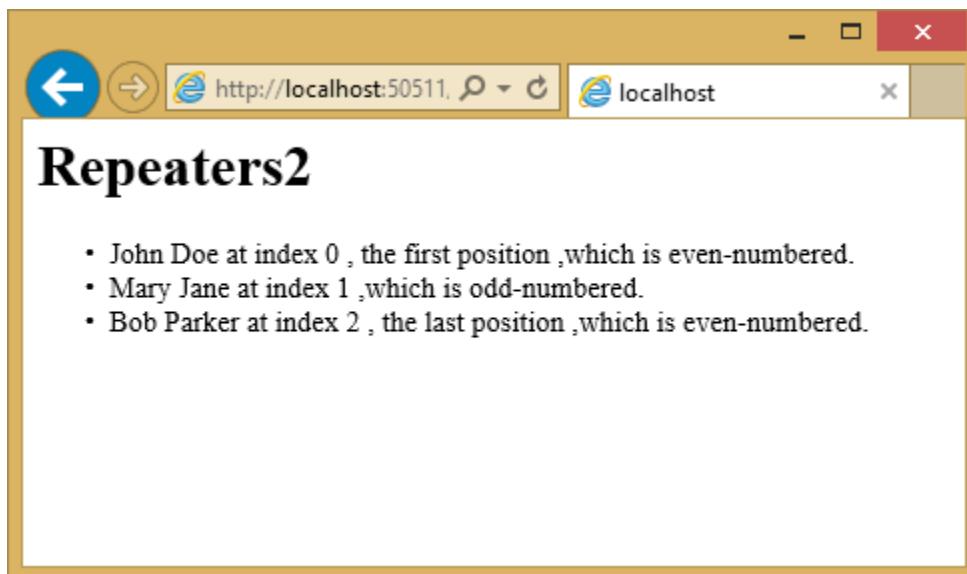 http://localhost:50511,
localhost
Repeaters2
• John Doe at index 0 , the first position ,which is even-numbered.
• Mary Jane at index 1 ,which is odd-numbered.
• Bob Parker at index 2 , the last position ,which is even-numbered.